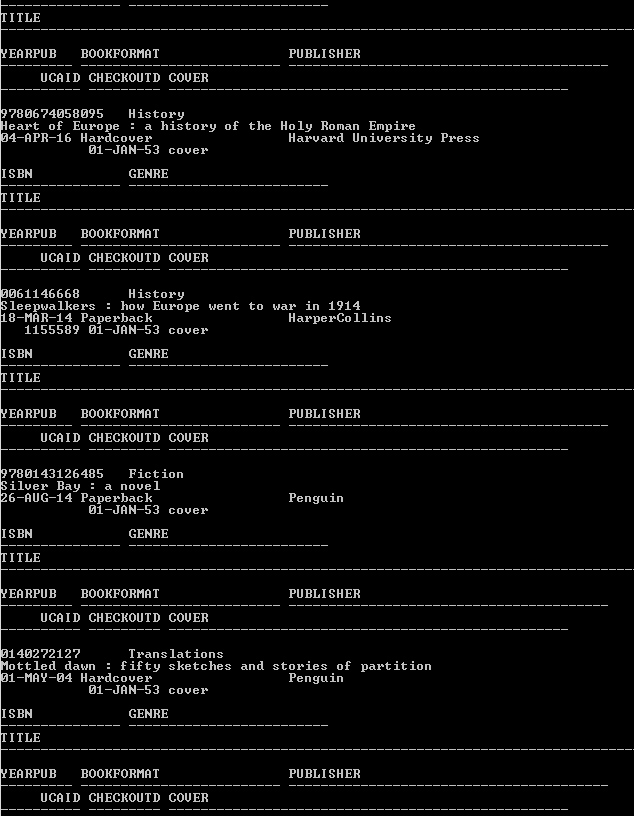 TITLE
YEARPUB BOOKFORMAT PUBLISHER
UCAID CHECKOUTD COVER
9780674058095 History
Heart of Europe : a history of the Holy Roman Empire
04-APR-16 Hardcover Harvard University Press
01-JAN-53 cover
ISBN GENRE
TITLE
YEARPUB BOOKFORMAT PUBLISHER
UCAID CHECKOUTD COVER
0061146668 History
Sleepwalkers : how Europe went to war in 1914
18-MAR-14 Paperback HarperCollins
1155589 01-JAN-53 cover
ISBN GENRE
TITLE
YEARPUB BOOKFORMAT PUBLISHER
UCAID CHECKOUTD COVER
9780143126485 Fiction
Silver Bay : a novel
26-AUG-14 Paperback Penguin
01-JAN-53 cover
ISBN GENRE
TITLE
YEARPUB BOOKFORMAT PUBLISHER
UCAID CHECKOUTD COVER
0140272127 Translations
Mottled dawn : fifty sketches and stories of partition
01-MAY-04 Hardcover Penguin
01-JAN-53 cover
ISBN GENRE
TITLE
YEARPUB BOOKFORMAT PUBLISHER
UCAID CHECKOUTD COVER